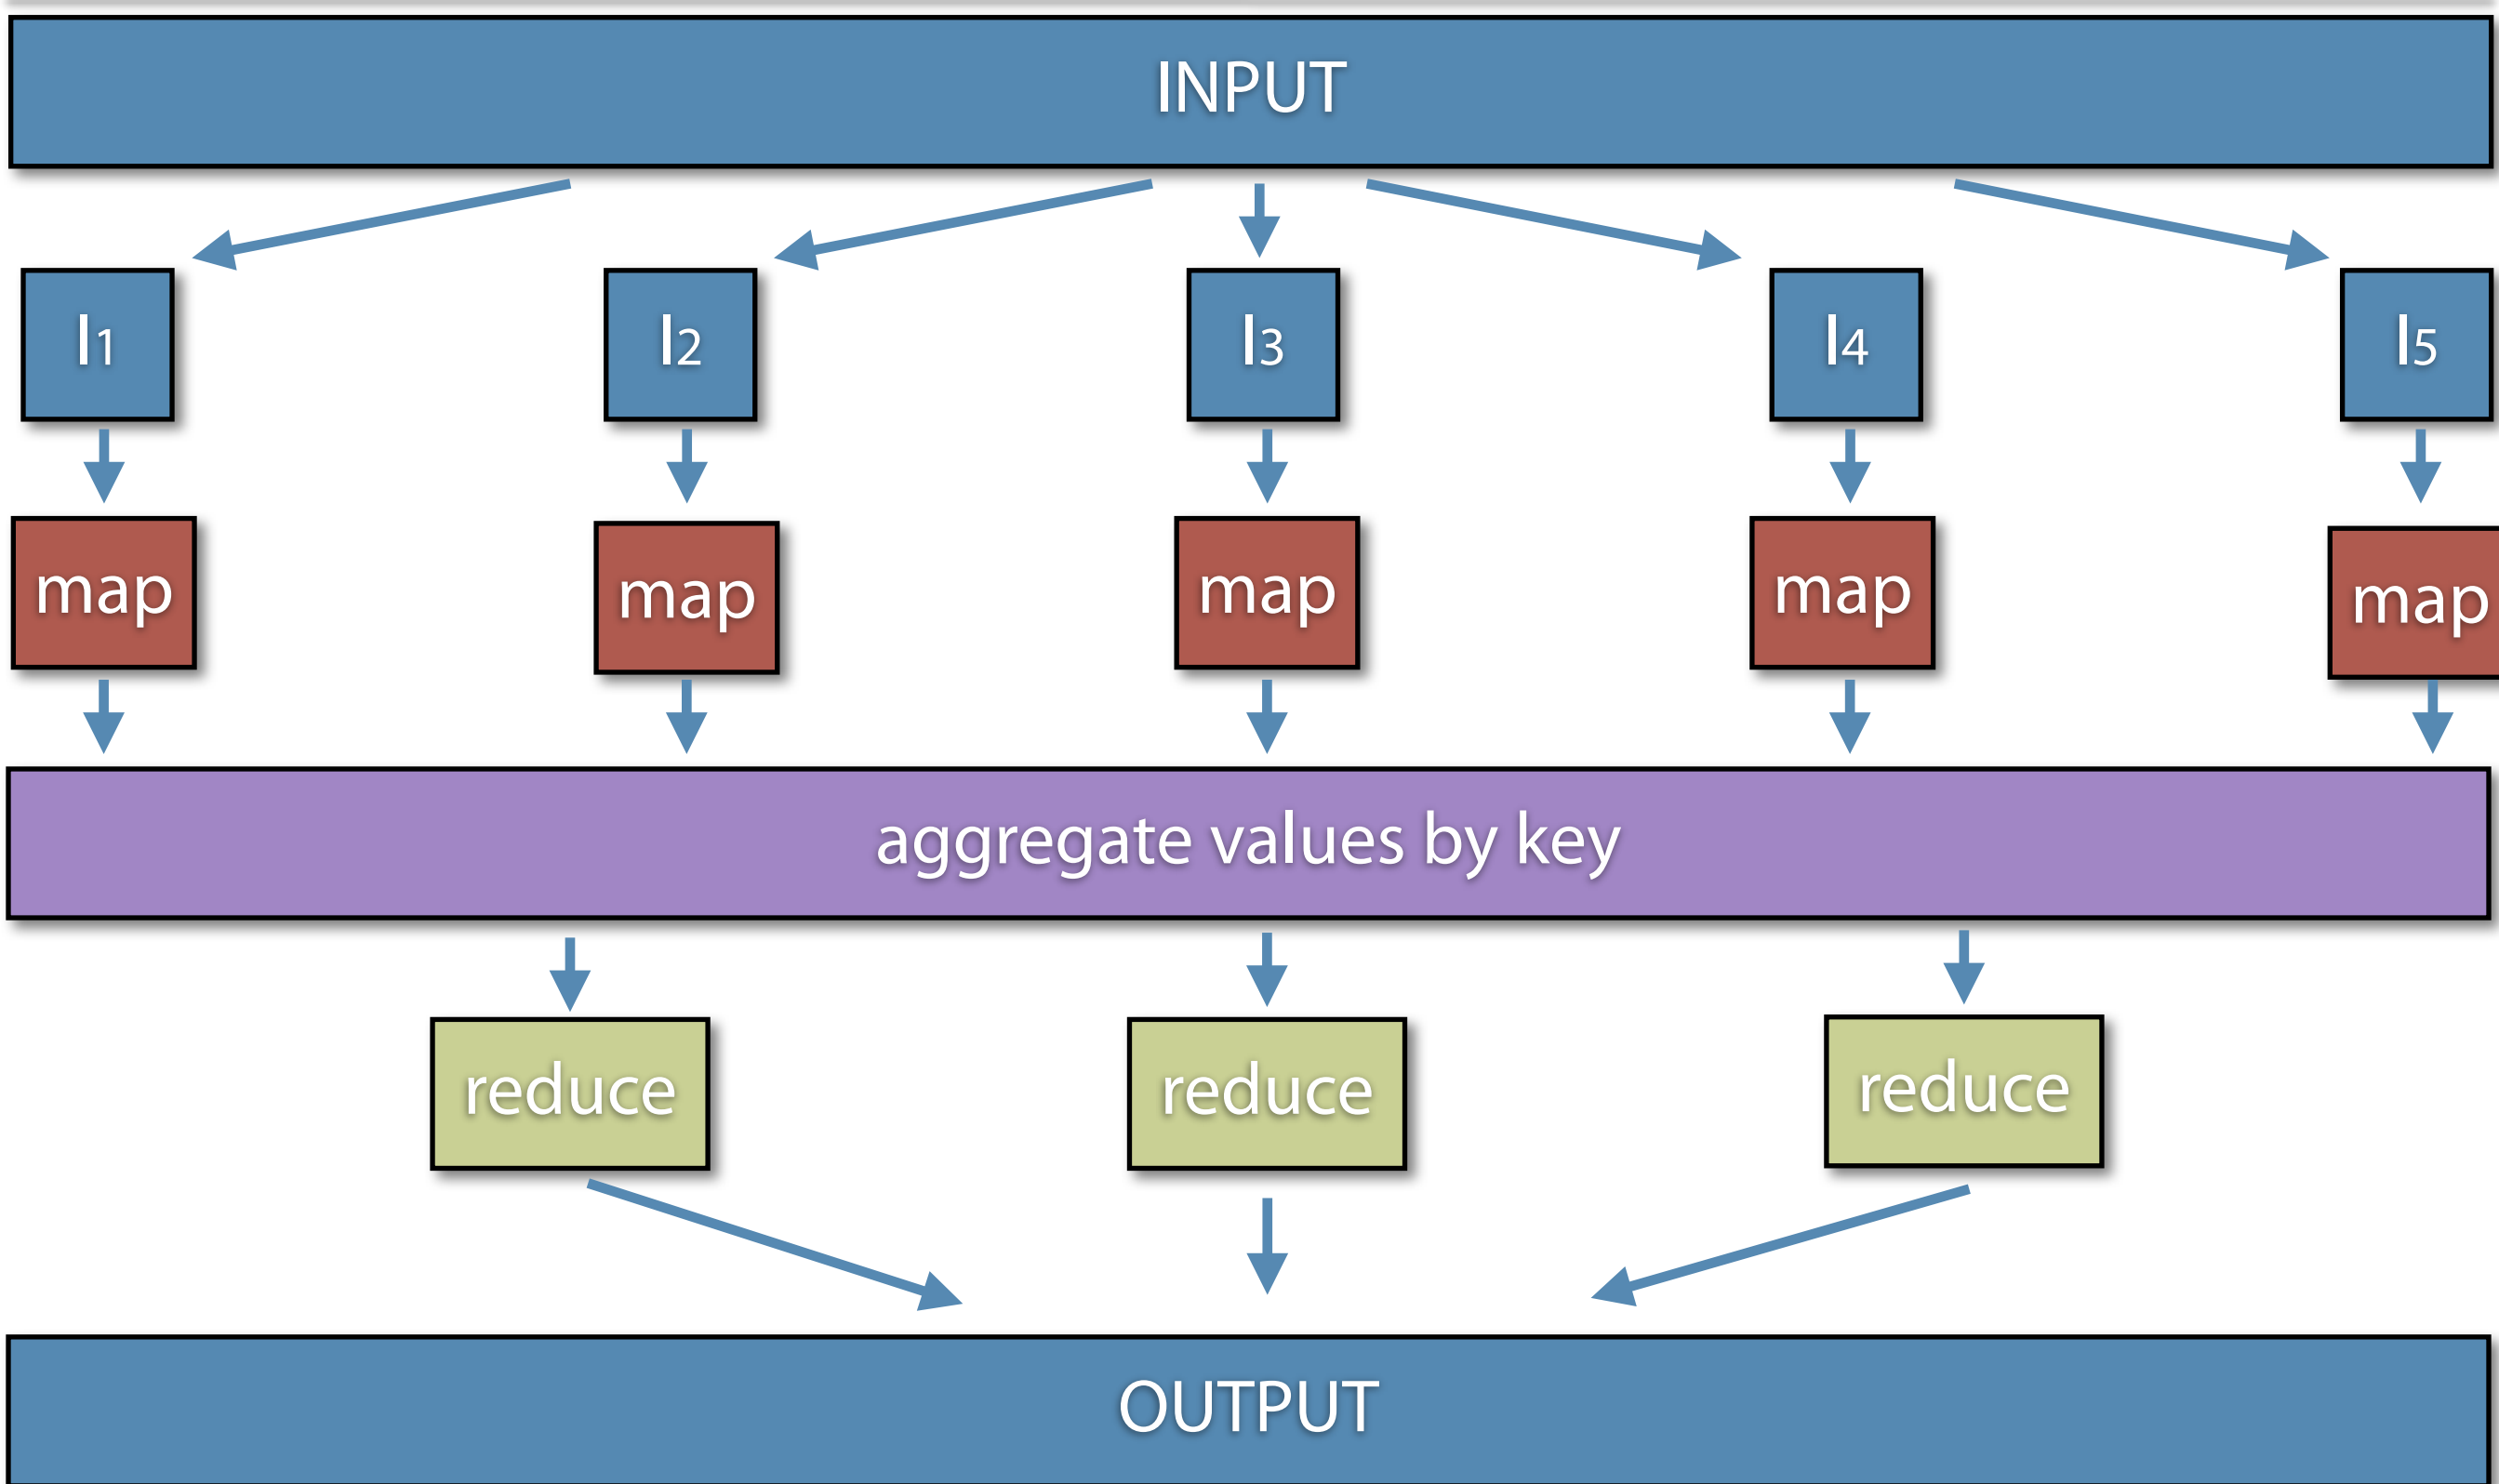 INPUT
I1 I2 I3 I4 I5
map map map map map
aggregate values by key
reduce reduce reduce
OUTPUT